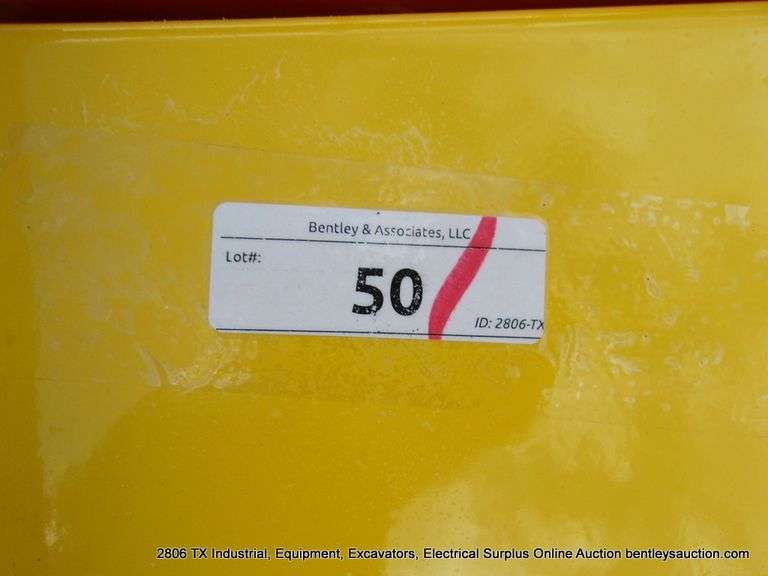 Bentley & Associates, LLC
Lot#:
50
ID: 2806-TX
2806 TX Industrial, Equipment, Excavators, Electrical Surplus Online Auction bentleysauction.com